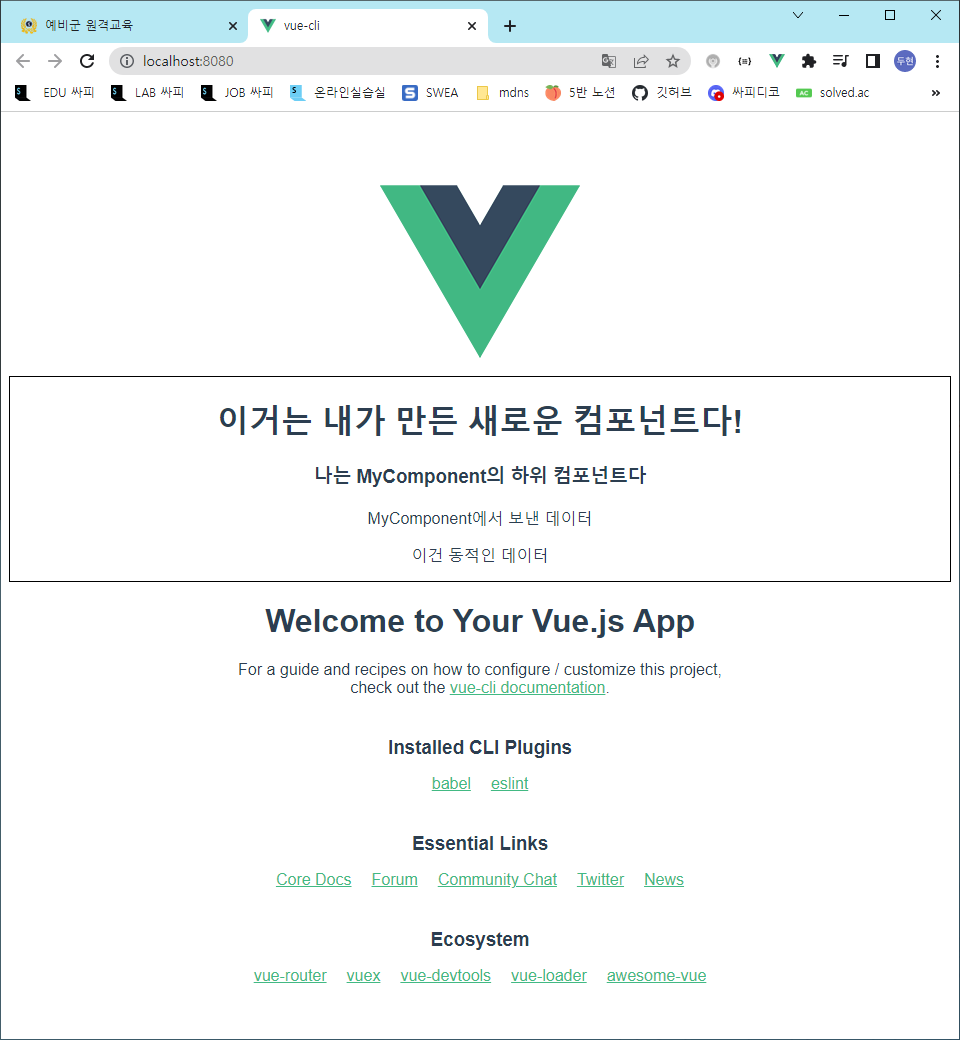 예비군 원격교육
vue-cli
localhost:8080
두현
EDU 싸피 LAB 싸피 JOB 싸피 온라인실습실 SWEA mdns 5반 노션 깃허브 싸피디코 AC solved.ac »
이거는 내가 만든 새로운 컴포넌트다!
나는 MyComponent의 하위 컴포넌트다
MyComponent에서 보낸 데이터
이건 동적인 데이터
Welcome to Your Vue.js App
For a guide and recipes on how to configure / customize this project,
check out the vue-cli documentation.
Installed CLI Plugins
babel eslint
Essential Links
Core Docs Forum Community Chat Twitter News
Ecosystem
vue-router vuex vue-devtools vue-loader awesome-vue